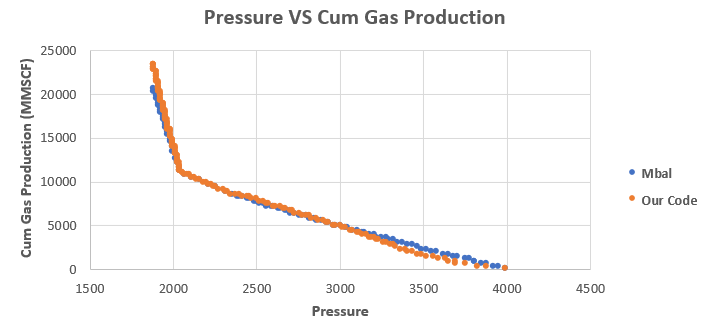 Pressure VS Cum Gas Production
Cum Gas Production (MMSCF)
25000
20000
15000
10000
5000
0
1500 2000 2500 3000 3500 4000 4500
Pressure
Mbal
Our Code